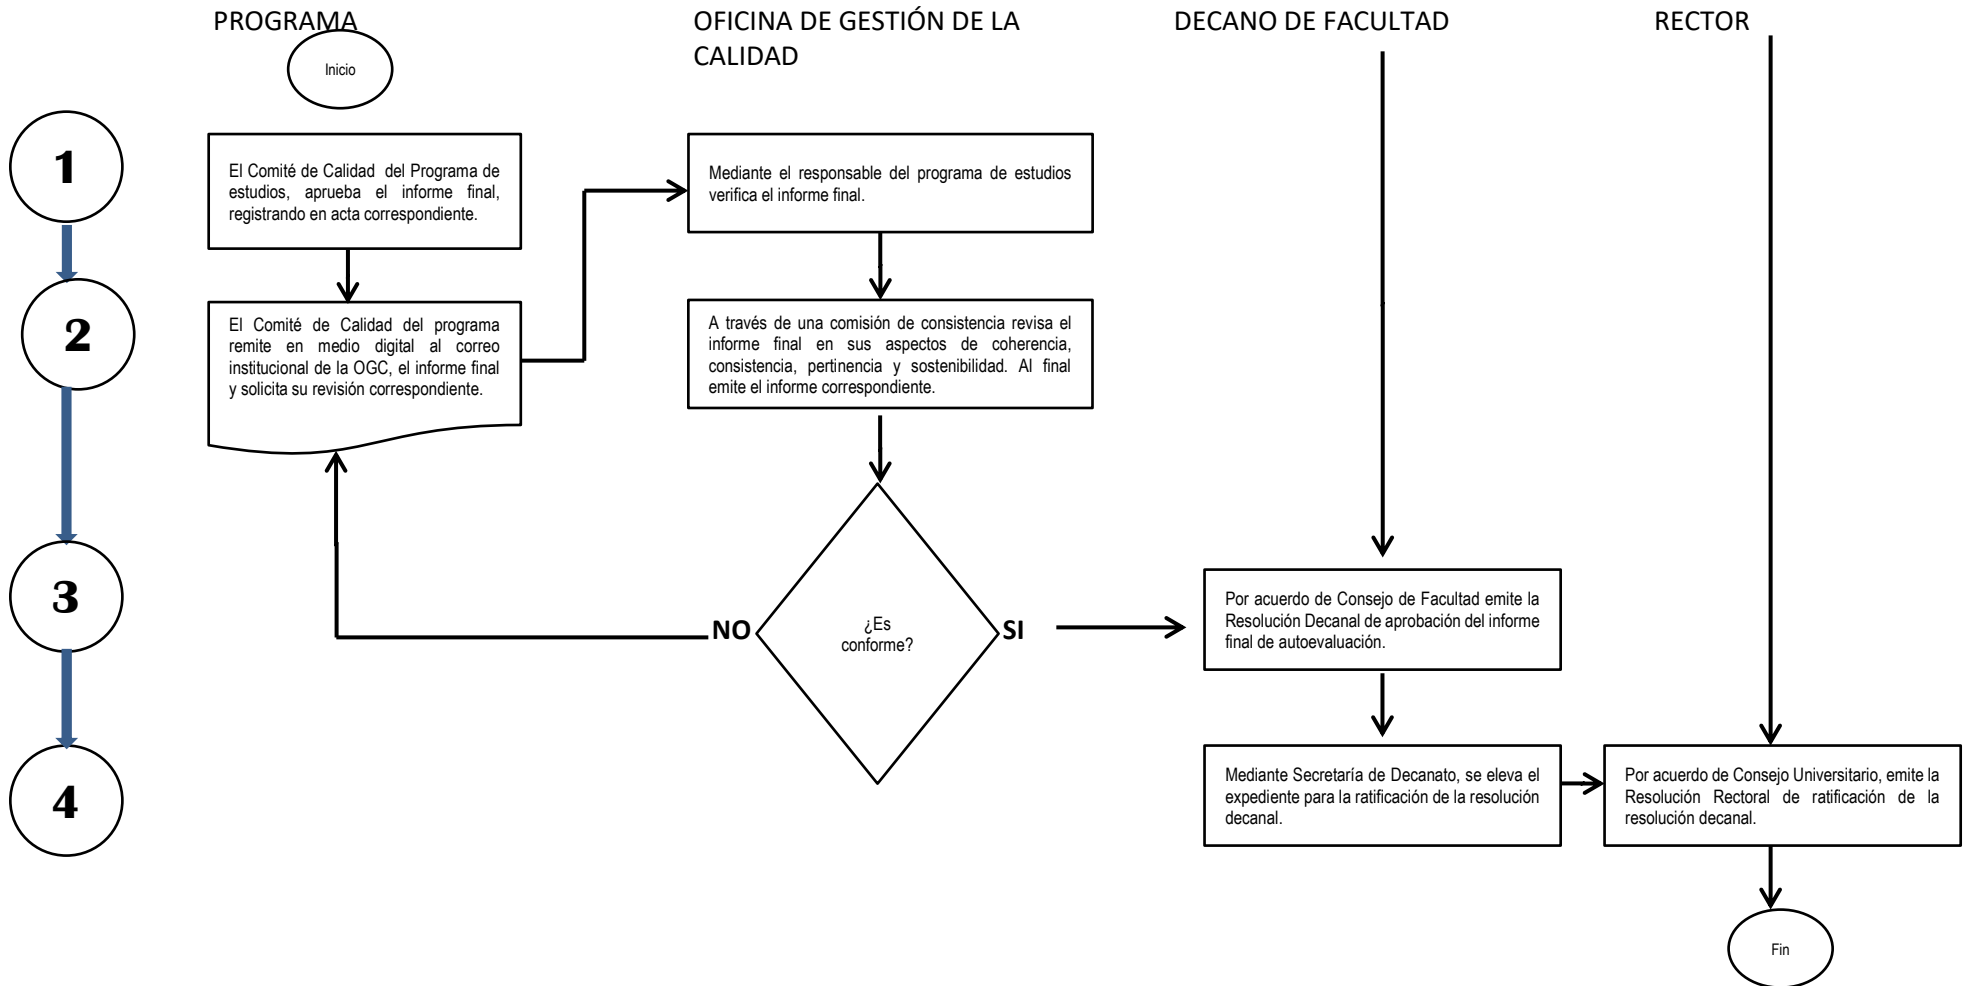 PROGRAMA
OFICINA DE GESTIÓN DE LA
CALIDAD
DECANO DE FACULTAD
RECTOR
Inicio
1
El Comité de Calidad del Programa de
estudios, aprueba el informe final,
registrando en acta correspondiente.
Mediante el responsable del programa de estudios
verifica el informe final.
2
El Comité de Calidad del programa
remite en medio digital al correo
institucional de la OGC, el informe final
y solicita su revisión correspondiente.
A través de una comisión de consistencia revisa el
informe final en sus aspectos de coherencia,
consistencia, pertinencia y sostenibilidad. Al final
emite el informe correspondiente.
3
NO
¿Es
conforme?
SI
Por acuerdo de Consejo de Facultad emite la
Resolución Decanal de aprobación del informe
final de autoevaluación.
4
Mediante Secretaría de Decanato, se eleva el
expediente para la ratificación de la resolución
decanal.
Por acuerdo de Consejo Universitario, emite la
Resolución Rectoral de ratificación de la
resolución decanal.
Fin